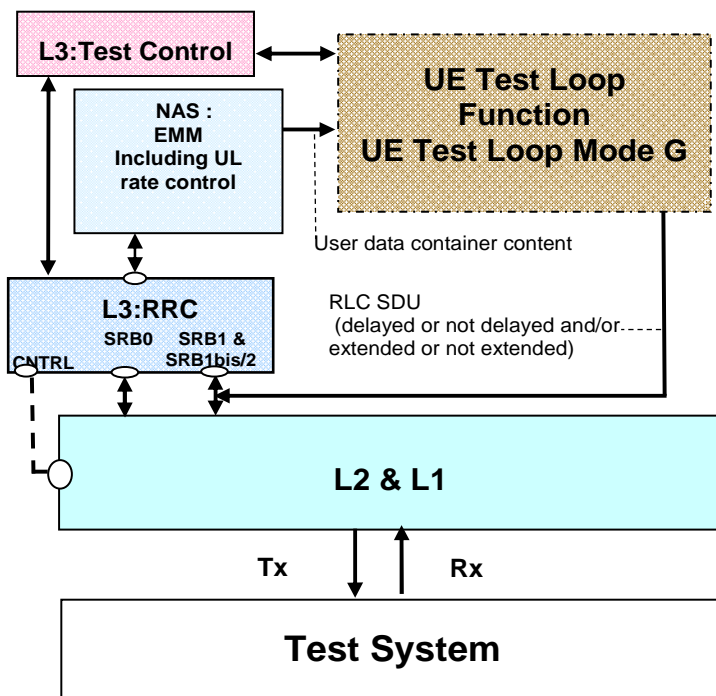 L3:Test Control
UE Test Loop
Function
UE Test Loop Mode G
NAS :
EMM
Including UL
rate control
User data container content
RLC SDU
(delayed or not delayed and/or
extended or not extended)
L3:RRC
SRB0
SRB1 &
SRB1bis/2
CNTRL
L2 & L1
Tx
Rx
Test System